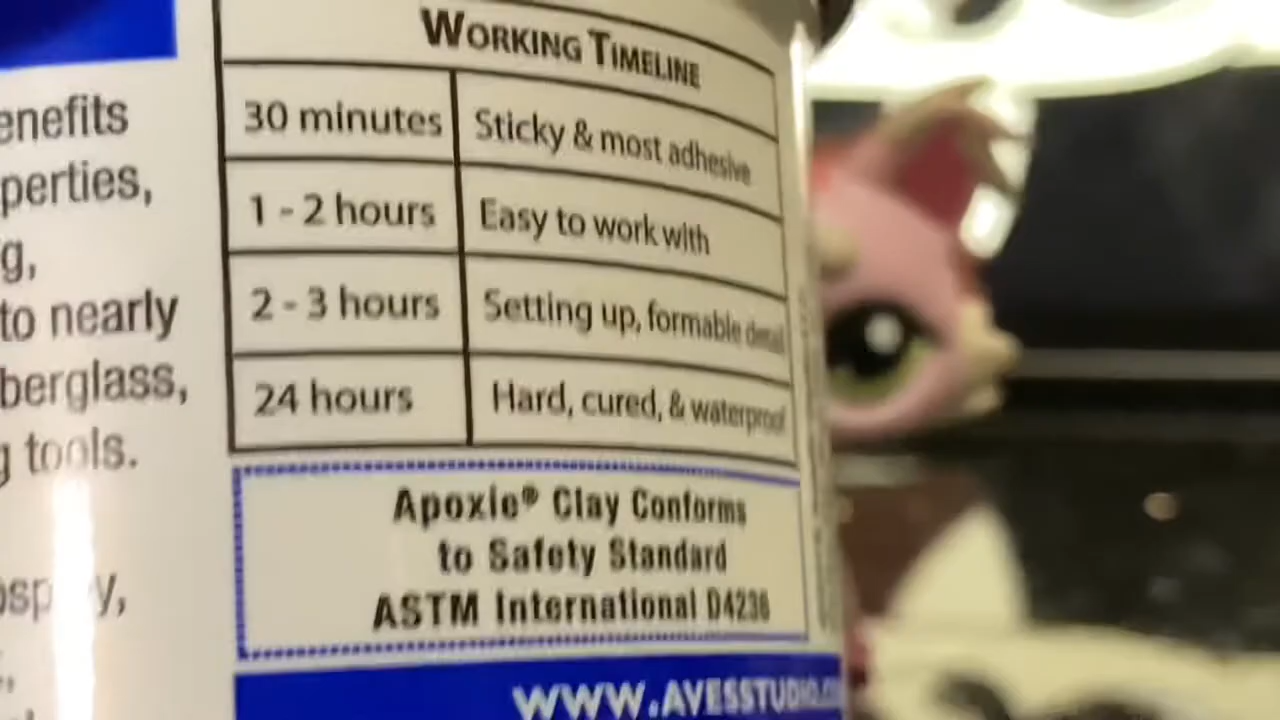 WORKING TIMELINE
30 minutes Sticky & most adhesive
1 - 2 hours Easy to work with
2 - 3 hours Setting up, formable detail
24 hours Hard, cured, & waterproof
Apoxie® Clay Conforms
to Safety Standard
ASTM International D4236
WWW.AVESSTUDIO.
enefits
perties,
g,
to nearly
berglass,
g tools.